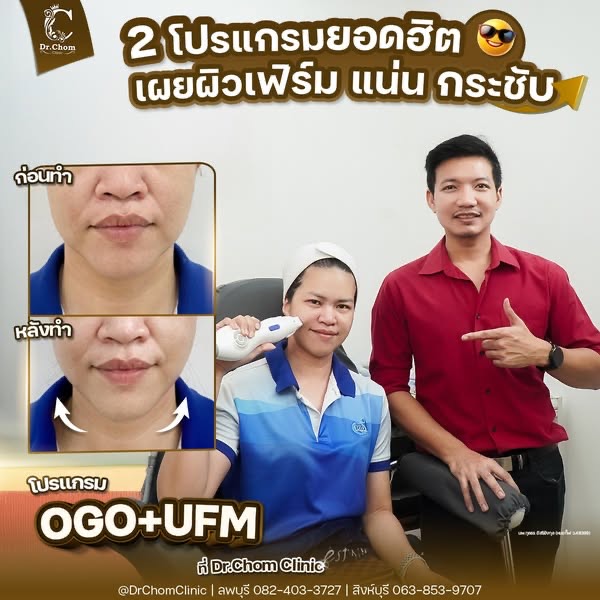 Dr.Chom
Clinic
2 โปรแกรมยอดฮิต
เผยผิวเฟิร์ม แน่น กระชับ
ก่อนทำ
หลังทำ
โปรแกรม
OGO+UFM
ที่ Dr.Chom Clinic
@DrChomClinic | ลพบุรี 082-403-3727 | สิงห์บุรี 063-853-9707